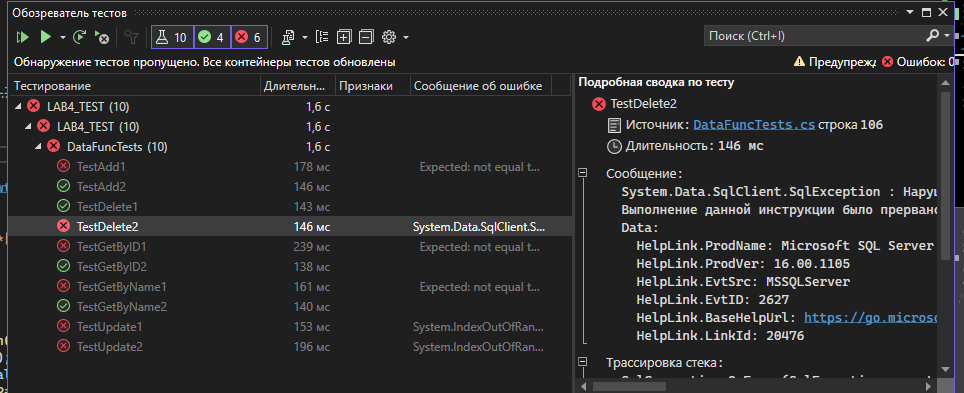 Обозреватель тестов
10 4 6
Поиск (Ctrl+I)
Обнаружение тестов пропущено. Все контейнеры тестов обновлены
Предупрежд Ошибок: 0
Тестирование Длительн... Признаки Сообщение об ошибке
LAB4_TEST (10) 1,6 с
LAB4_TEST (10) 1,6 с
DataFuncTests (10) 1,6 с
TestAdd1 178 мс Expected: not equal t...
TestAdd2 146 мс
TestDelete1 143 мс
TestDelete2 146 мс System.Data.SqlClient.S...
TestGetByID1 239 мс Expected: not equal t...
TestGetByID2 138 мс
TestGetByName1 161 мс Expected: not equal t...
TestGetByName2 140 мс
TestUpdate1 153 мс System.IndexOutOfRan...
TestUpdate2 196 мс System.IndexOutOfRan...
Подробная сводка по тесту
TestDelete2
Источник: DataFuncTests.cs строка 106
Длительность: 146 мс
Сообщение:
System.Data.SqlClient.SqlException : Наруш
Выполнение данной инструкции было прервано
Data:
HelpLink.ProdName: Microsoft SQL Server
HelpLink.ProdVer: 16.00.1105
HelpLink.EvtSrc: MSSQLServer
HelpLink.EvtID: 2627
HelpLink.BaseHelpUrl: https://go.microso
HelpLink.LinkId: 20476
Трассировка стека: